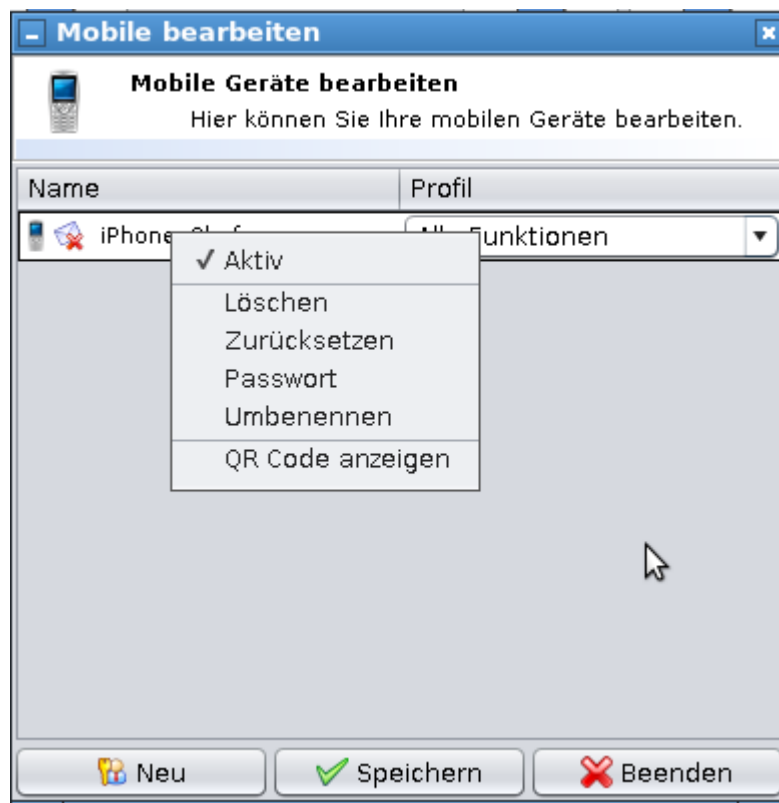 Mobile bearbeiten
Mobile Geräte bearbeiten
Hier können Sie Ihre mobilen Geräte bearbeiten.
Name Profil
iPhone Funktionen
Aktiv
Löschen
Zurücksetzen
Passwort
Umbenennen
QR Code anzeigen
Neu Speichern Beenden